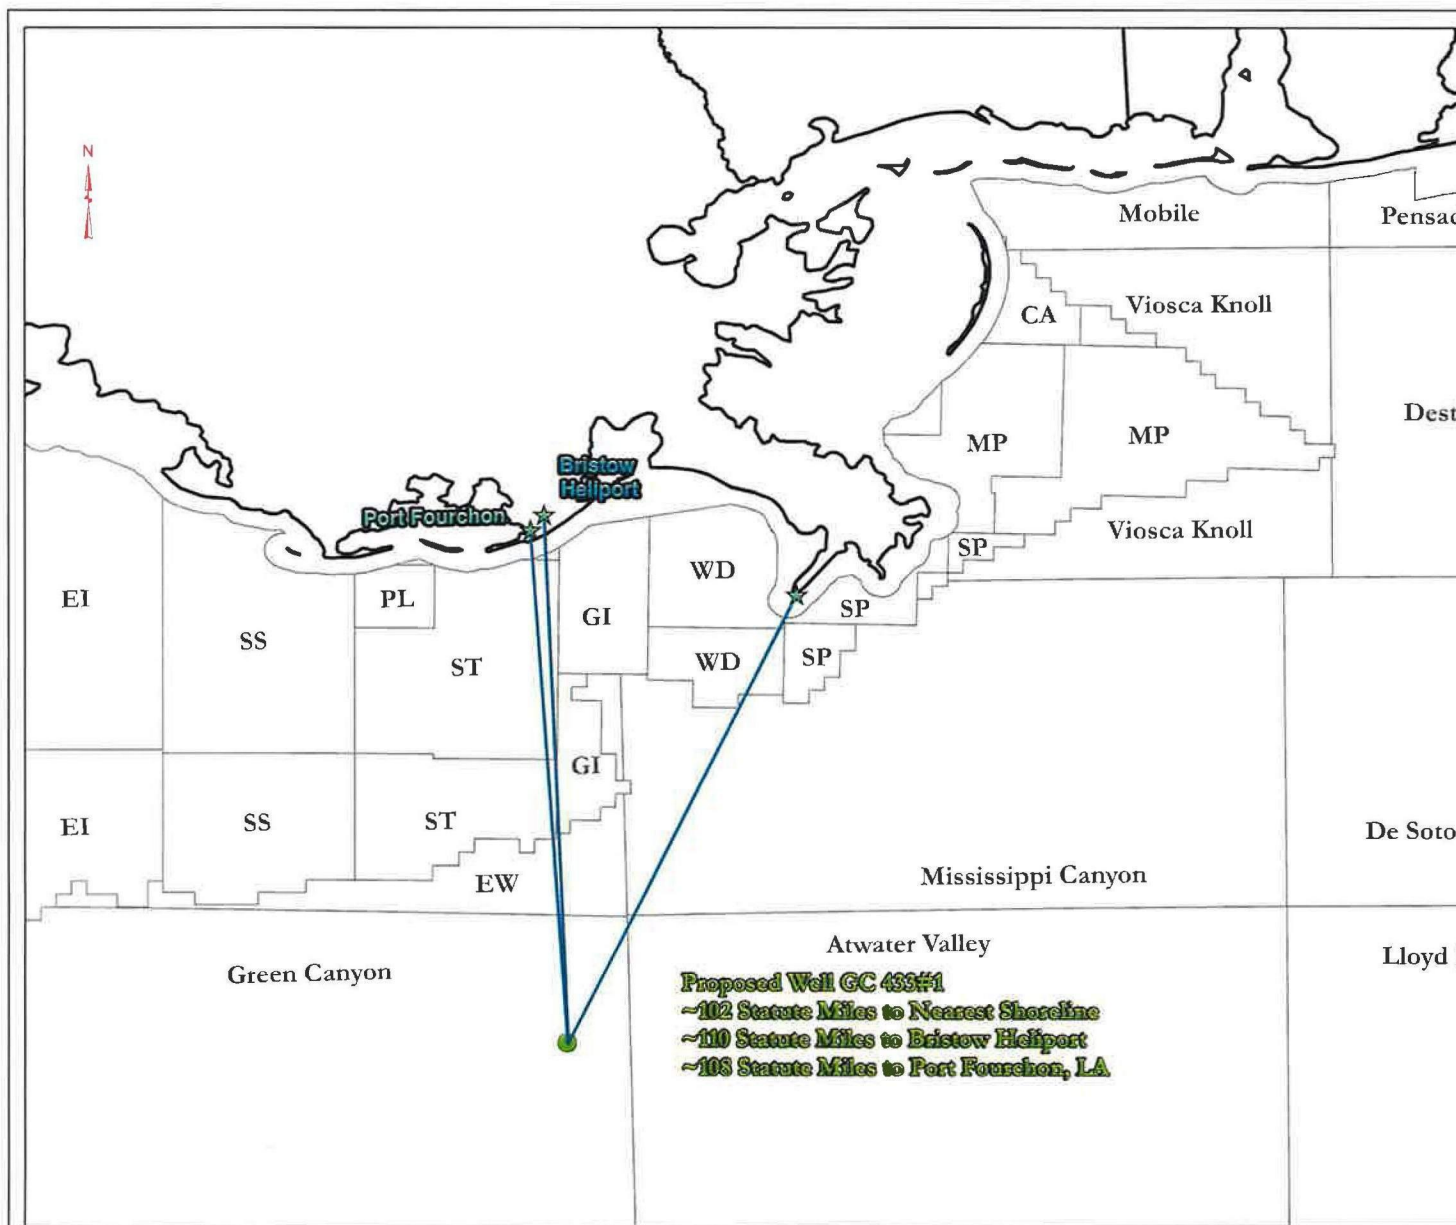 N
Mobile
Pensac
CA
Viosca Knoll
Dest
MP
MP
Bristow
Heliport
Port Fourchon
Viosca Knoll
SP
WD
EI
PL
GI
SP
SS
ST
WD
SP
GI
EI
SS
ST
De Soto
EW
Mississippi Canyon
Atwater Valley
Green Canyon
Lloyd
Proposed Well GC 433#1
~102 Statute Miles to Nearest Shoreline
~110 Statute Miles to Bristow Heliport
~108 Statute Miles to Port Fourchon, LA